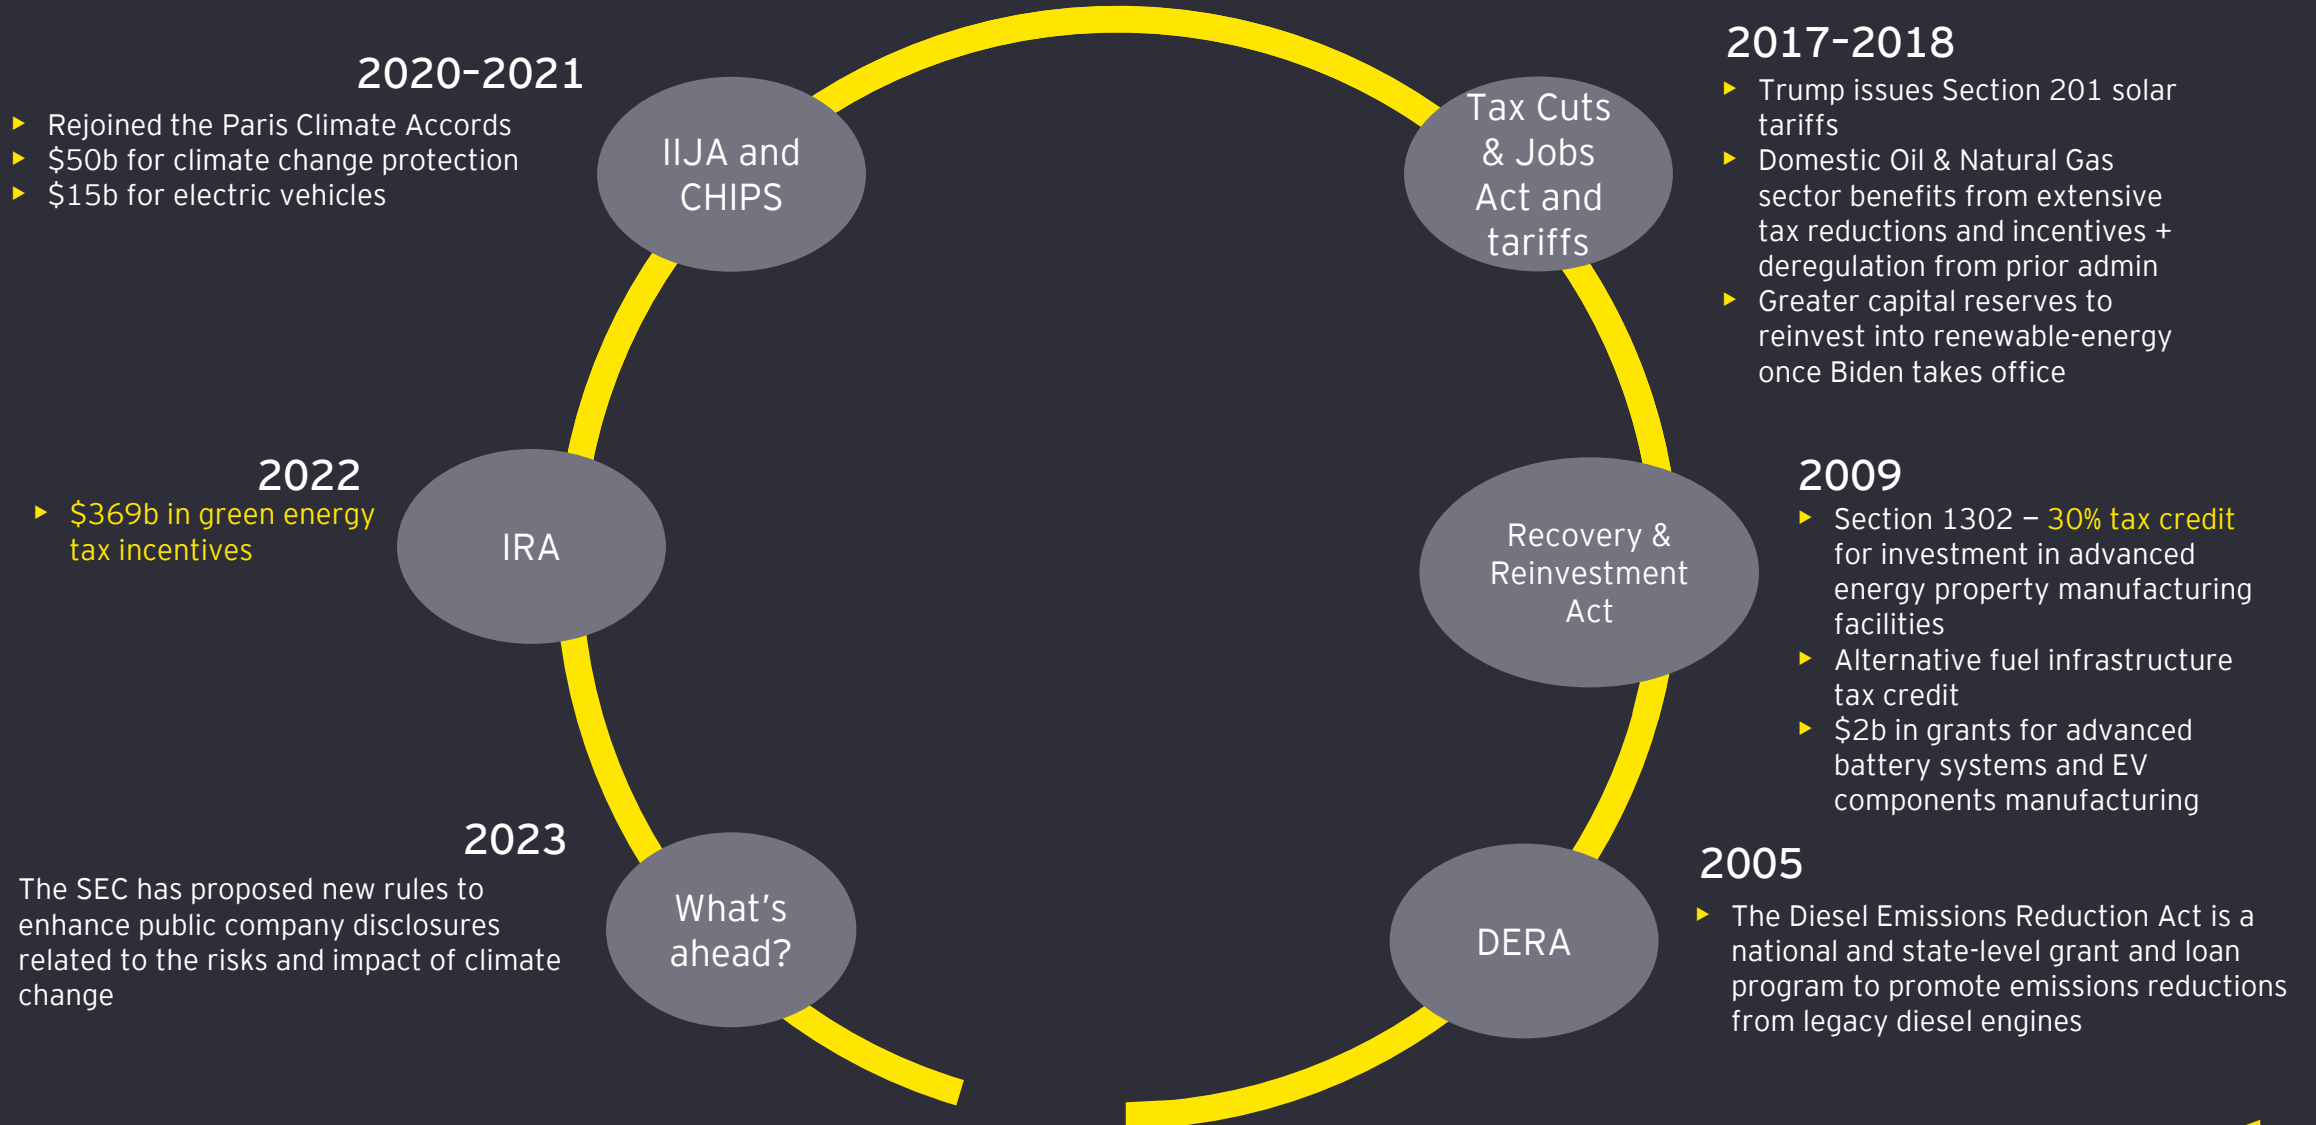 2020–2021
Rejoined the Paris Climate Accords
$50b for climate change protection
$15b for electric vehicles
IIJA and
CHIPS
2022
$369b in green energy
tax incentives
IRA
2023
The SEC has proposed new rules to
enhance public company disclosures
related to the risks and impact of climate
change
What's
ahead?
Tax Cuts
& Jobs
Act and
tariffs
2017–2018
Trump issues Section 201 solar
tariffs
Domestic Oil & Natural Gas
sector benefits from extensive
tax reductions and incentives +
deregulation from prior admin
Greater capital reserves to
reinvest into renewable-energy
once Biden takes office
Recovery &
Reinvestment
Act
2009
Section 1302 – 30% tax credit
for investment in advanced
energy property manufacturing
facilities
Alternative fuel infrastructure
tax credit
$2b in grants for advanced
battery systems and EV
components manufacturing
DERA
2005
The Diesel Emissions Reduction Act is a
national and state-level grant and loan
program to promote emissions reductions
from legacy diesel engines